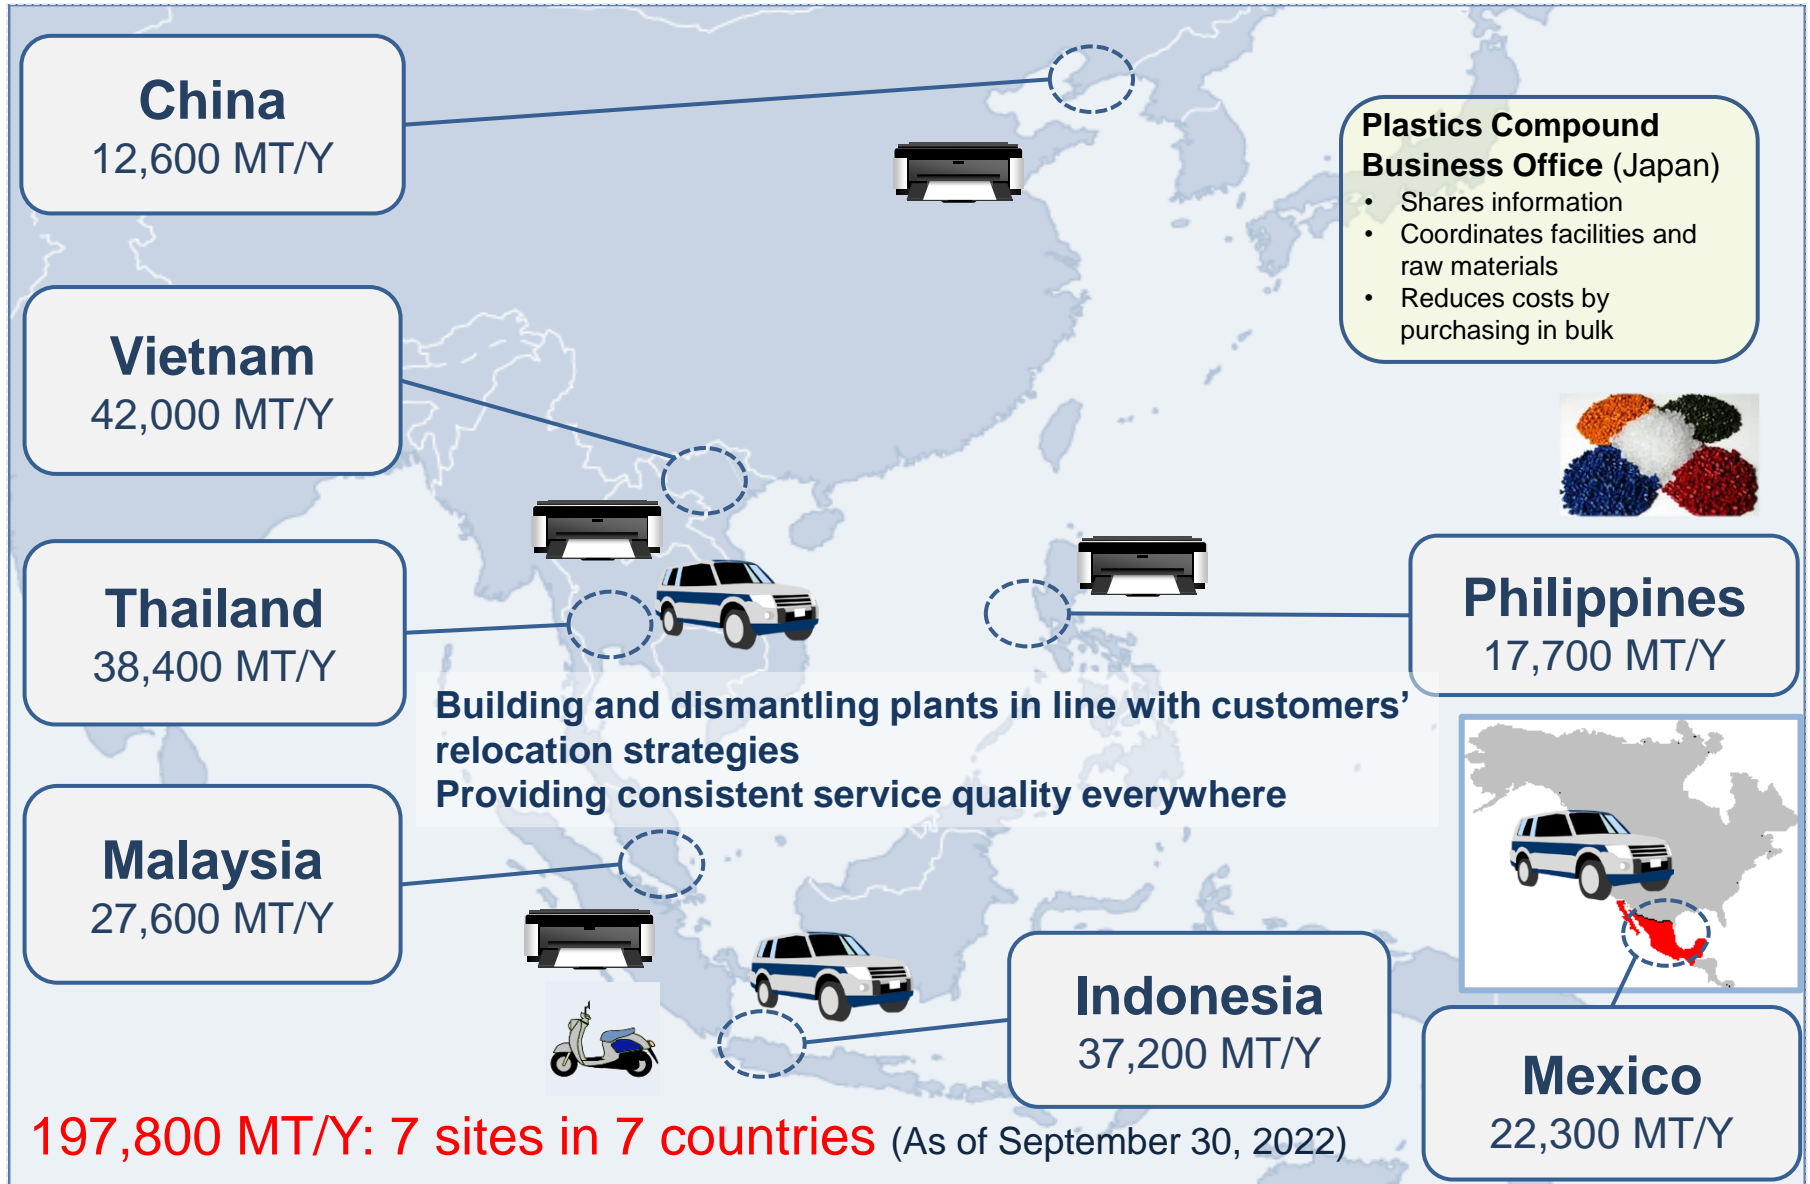 China
12,600 MT/Y
Plastics Compound
Business Office (Japan)
• Shares information
• Coordinates facilities and
raw materials
• Reduces costs by
purchasing in bulk
Vietnam
42,000 MT/Y
Thailand
38,400 MT/Y
Philippines
17,700 MT/Y
Building and dismantling plants in line with customers’
relocation strategies
Providing consistent service quality everywhere
Malaysia
27,600 MT/Y
Indonesia
37,200 MT/Y
Mexico
22,300 MT/Y
197,800 MT/Y: 7 sites in 7 countries (As of September 30, 2022)